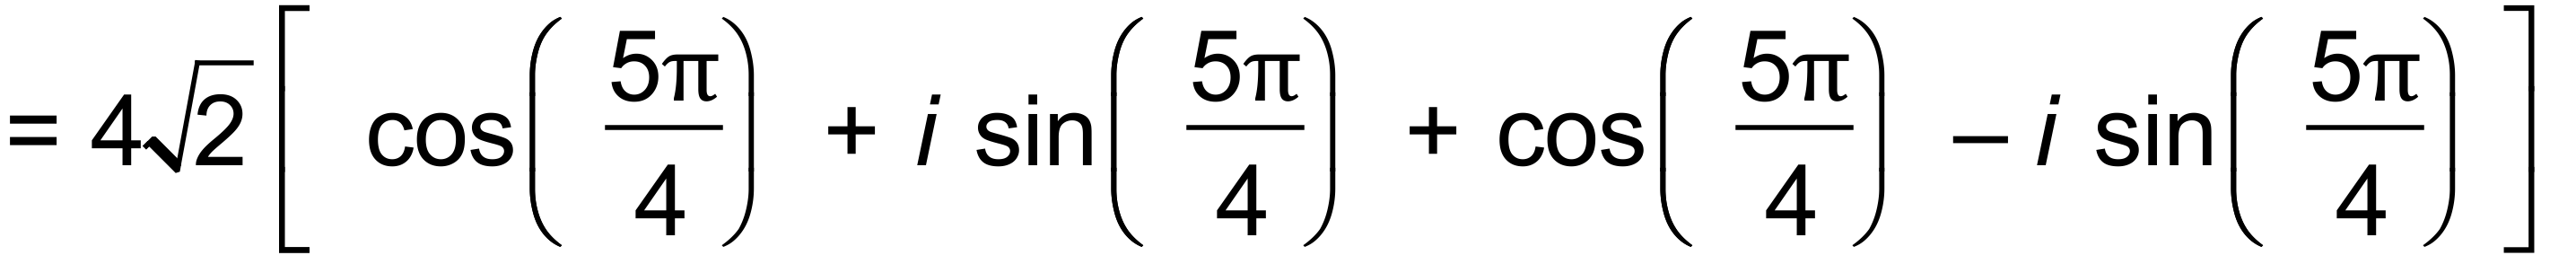 = 4√2 [ cos(5π/4) + i sin(5π/4) + cos(5π/4) − i sin(5π/4) ]